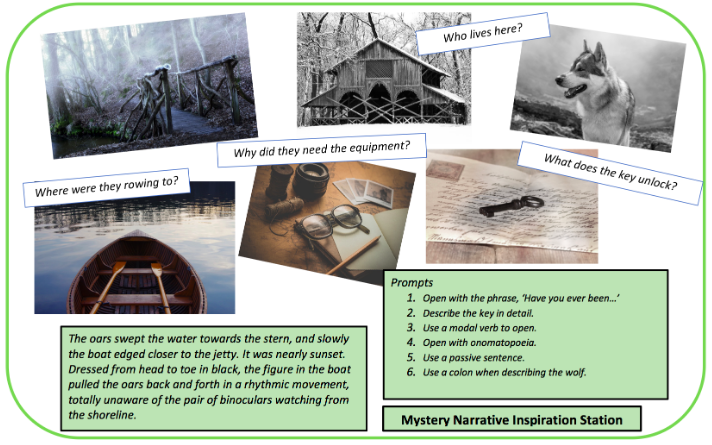 Who lives here?
Why did they need the equipment?
What does the key unlock?
Where were they rowing to?
Prompts
1. Open with the phrase, ‘Have you ever been…’
2. Describe the key in detail.
3. Use a modal verb to open.
4. Open with onomatopoeia.
5. Use a passive sentence.
6. Use a colon when describing the wolf.
The oars swept the water towards the stern, and slowly
the boat edged closer to the jetty. It was nearly sunset.
Dressed from head to toe in black, the figure in the boat
pulled the oars back and forth in a rhythmic movement,
totally unaware of the pair of binoculars watching from
the shoreline.
Mystery Narrative Inspiration Station